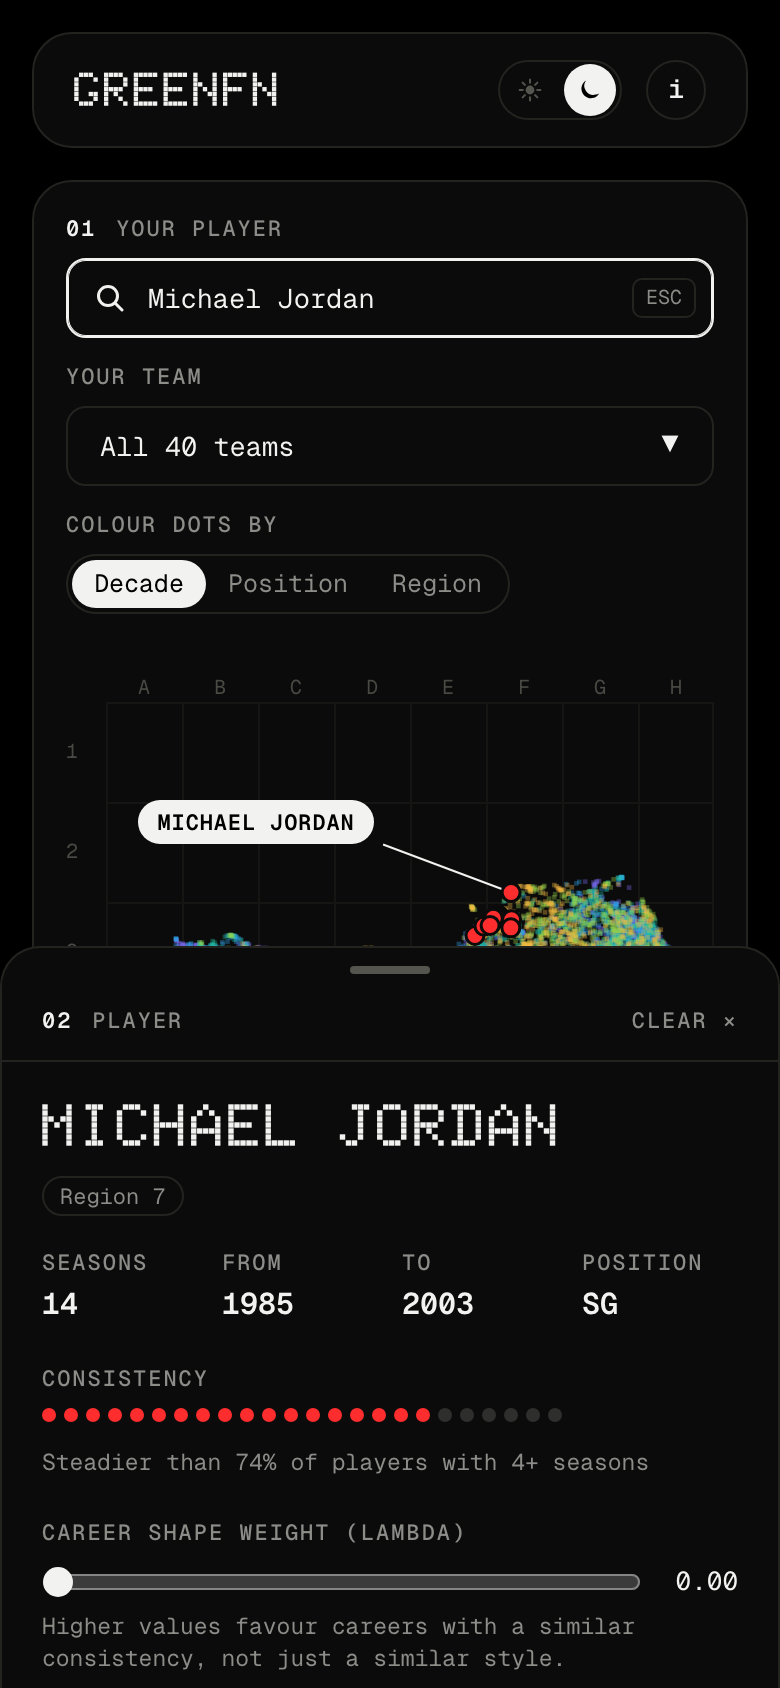 GREENFN
i
01 YOUR PLAYER
Michael Jordan ESC
YOUR TEAM
All 40 teams ▼
COLOUR DOTS BY
Decade Position Region
A B C D E F G H
1
MICHAEL JORDAN
2
02 PLAYER CLEAR ×
MICHAEL JORDAN
Region 7
SEASONS FROM TO POSITION
14 1985 2003 SG
CONSISTENCY
Steadier than 74% of players with 4+ seasons
CAREER SHAPE WEIGHT (LAMBDA)
0.00
Higher values favour careers with a similar
consistency, not just a similar style.